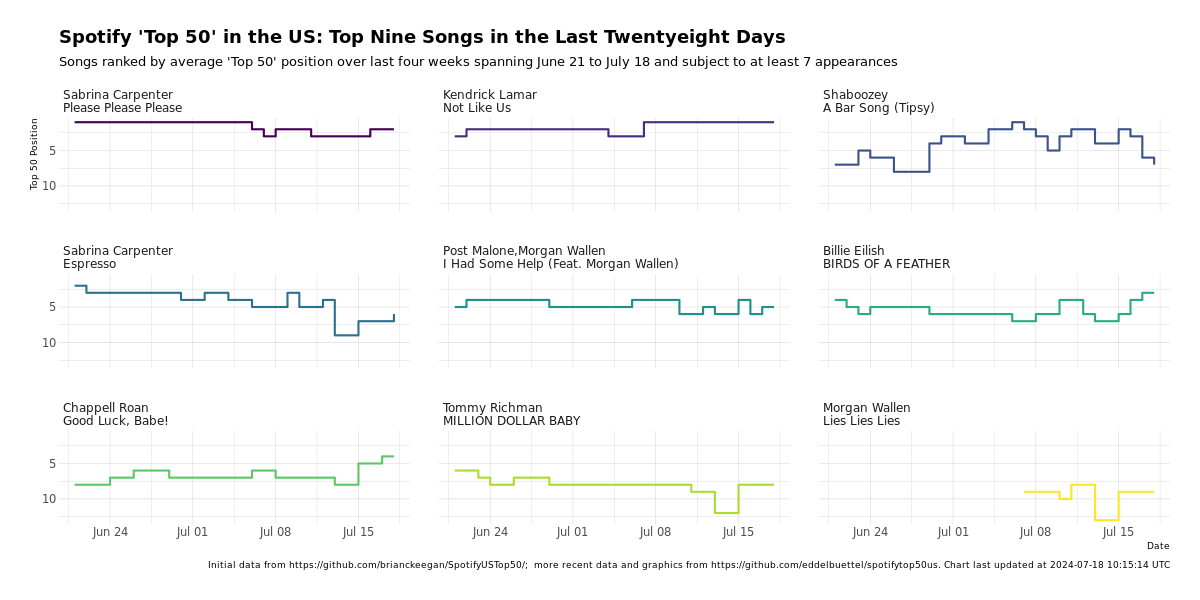 Spotify 'Top 50' in the US: Top Nine Songs in the Last Twentyeight Days
Songs ranked by average 'Top 50' position over last four weeks spanning June 21 to July 18 and subject to at least 7 appearances
Sabrina Carpenter
Please Please Please
Kendrick Lamar
Not Like Us
Shaboozey
A Bar Song (Tipsy)
Top 50 Position
5
10
Sabrina Carpenter
Espresso
Post Malone,Morgan Wallen
I Had Some Help (Feat. Morgan Wallen)
Billie Eilish
BIRDS OF A FEATHER
5
10
Chappell Roan
Good Luck, Babe!
Tommy Richman
MILLION DOLLAR BABY
Morgan Wallen
Lies Lies Lies
5
10
Jun 24 Jul 01 Jul 08 Jul 15
Jun 24 Jul 01 Jul 08 Jul 15
Jun 24 Jul 01 Jul 08 Jul 15
Date
Initial data from https://github.com/brianckeegan/SpotifyUSTop50/;  more recent data and graphics from https://github.com/eddelbuettel/spotifytop50us. Chart last updated at 2024-07-18 10:15:14 UTC